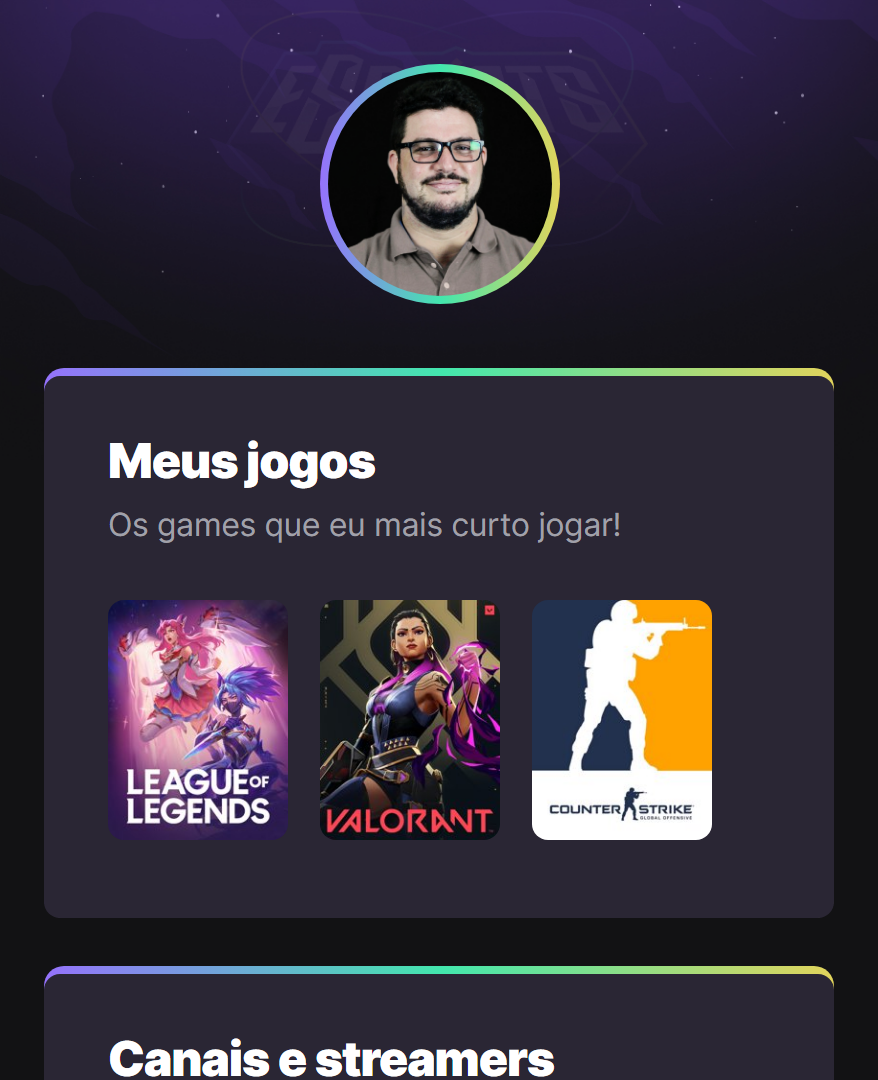 ESPORTS
Meus jogos
Os games que eu mais curto jogar!
LEAGUE OF
LEGENDS
VALORANT
COUNTER STRIKE
GLOBAL OFFENSIVE
Canais e streamers